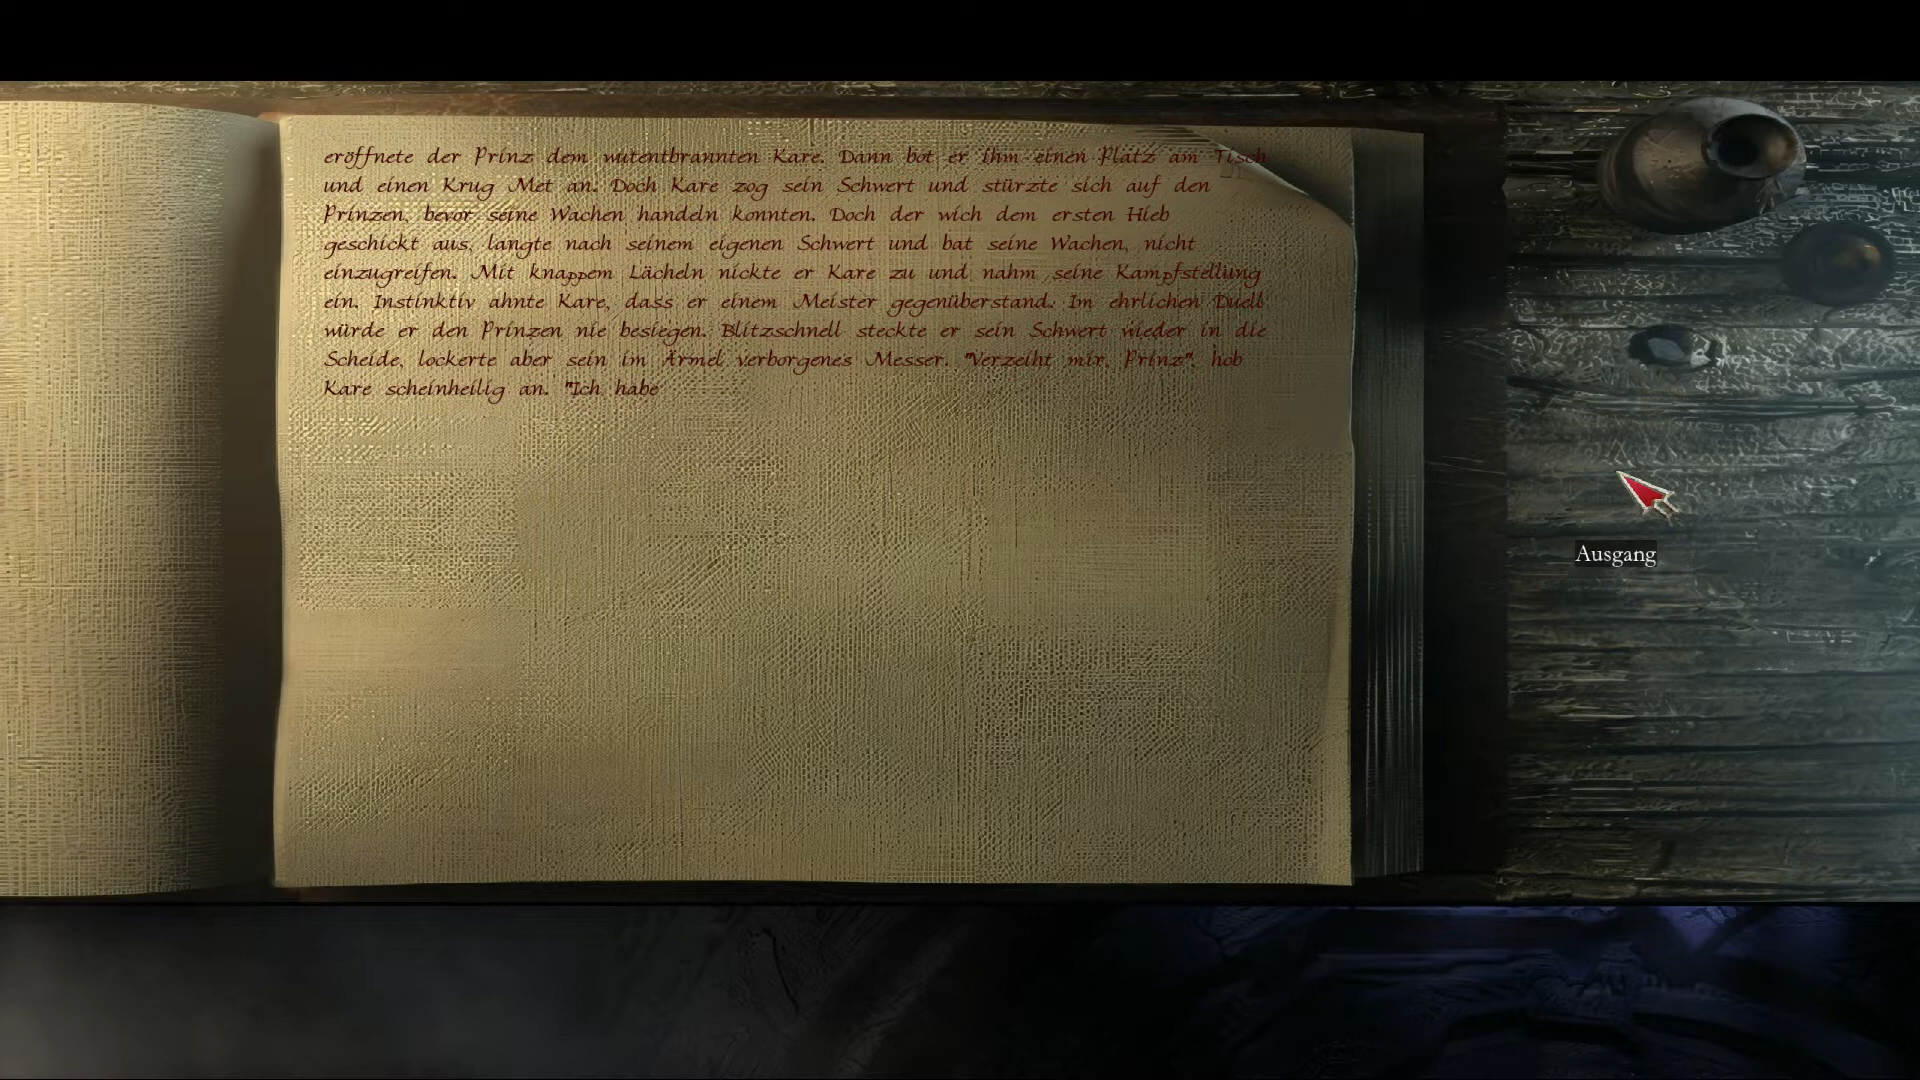 eröffnete der Prinz dem wutentbrannten Kare. Dann bot er ihm einen Platz am Tisch
und einen Krug Met an. Doch Kare zog sein Schwert und stürzte sich auf den
Prinzen, bevor seine Wachen handeln konnten. Doch der wich dem ersten Hieb
geschickt aus, langte nach seinem eigenen Schwert und bat seine Wachen, nicht
einzugreifen. Mit knappem Lächeln nickte er Kare zu und nahm seine Kampfstellung
ein. Instinktiv ahnte Kare, dass er einem Meister gegenüberstand. Im ehrlichen Duell
würde er den Prinzen nie besiegen. Blitzschnell steckte er sein Schwert wieder in die
Scheide, lockerte aber sein im Ärmel verborgenes Messer. "Verzeiht mir, Prinz", hob
Kare scheinheilig an. "Ich habe
Ausgang